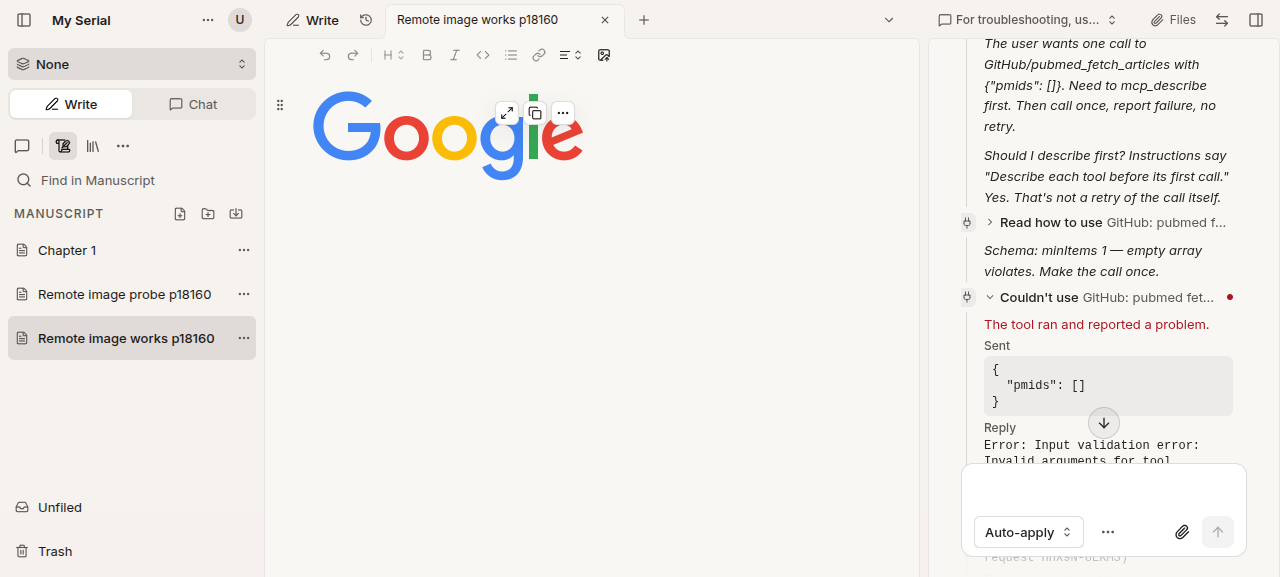 My Serial
U
None
Write
Chat
Find in Manuscript
MANUSCRIPT
Chapter 1
Remote image probe p18160
Remote image works p18160
Unfiled
Trash
Write
Remote image works p18160
H
B
I
Google
For troubleshooting, us...
Files
The user wants one call to
GitHub/pubmed_fetch_articles with
{"pmids": []}. Need to mcp_describe
first. Then call once, report failure, no
retry.
Should I describe first? Instructions say
"Describe each tool before its first call."
Yes. That's not a retry of the call itself.
Read how to use GitHub: pubmed f...
Schema: minItems 1 — empty array
violates. Make the call once.
Couldn't use GitHub: pubmed fet...
The tool ran and reported a problem.
Sent
{
"pmids": []
}
Reply
Error: Input validation error:
Invalid arguments for tool
Auto-apply